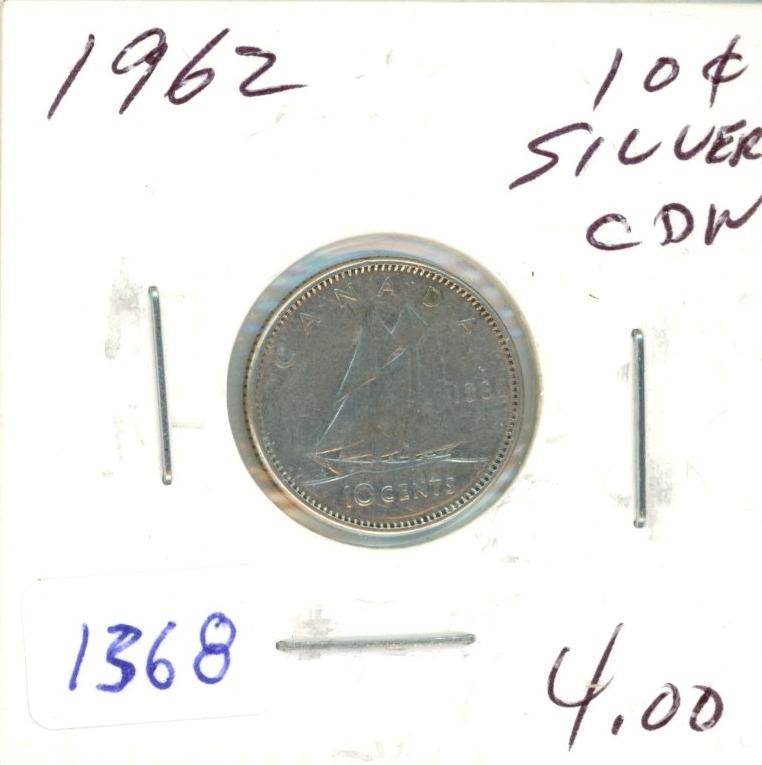 1962
10¢
SILVER
CDN
CANADA
10 CENTS
1368
4.00